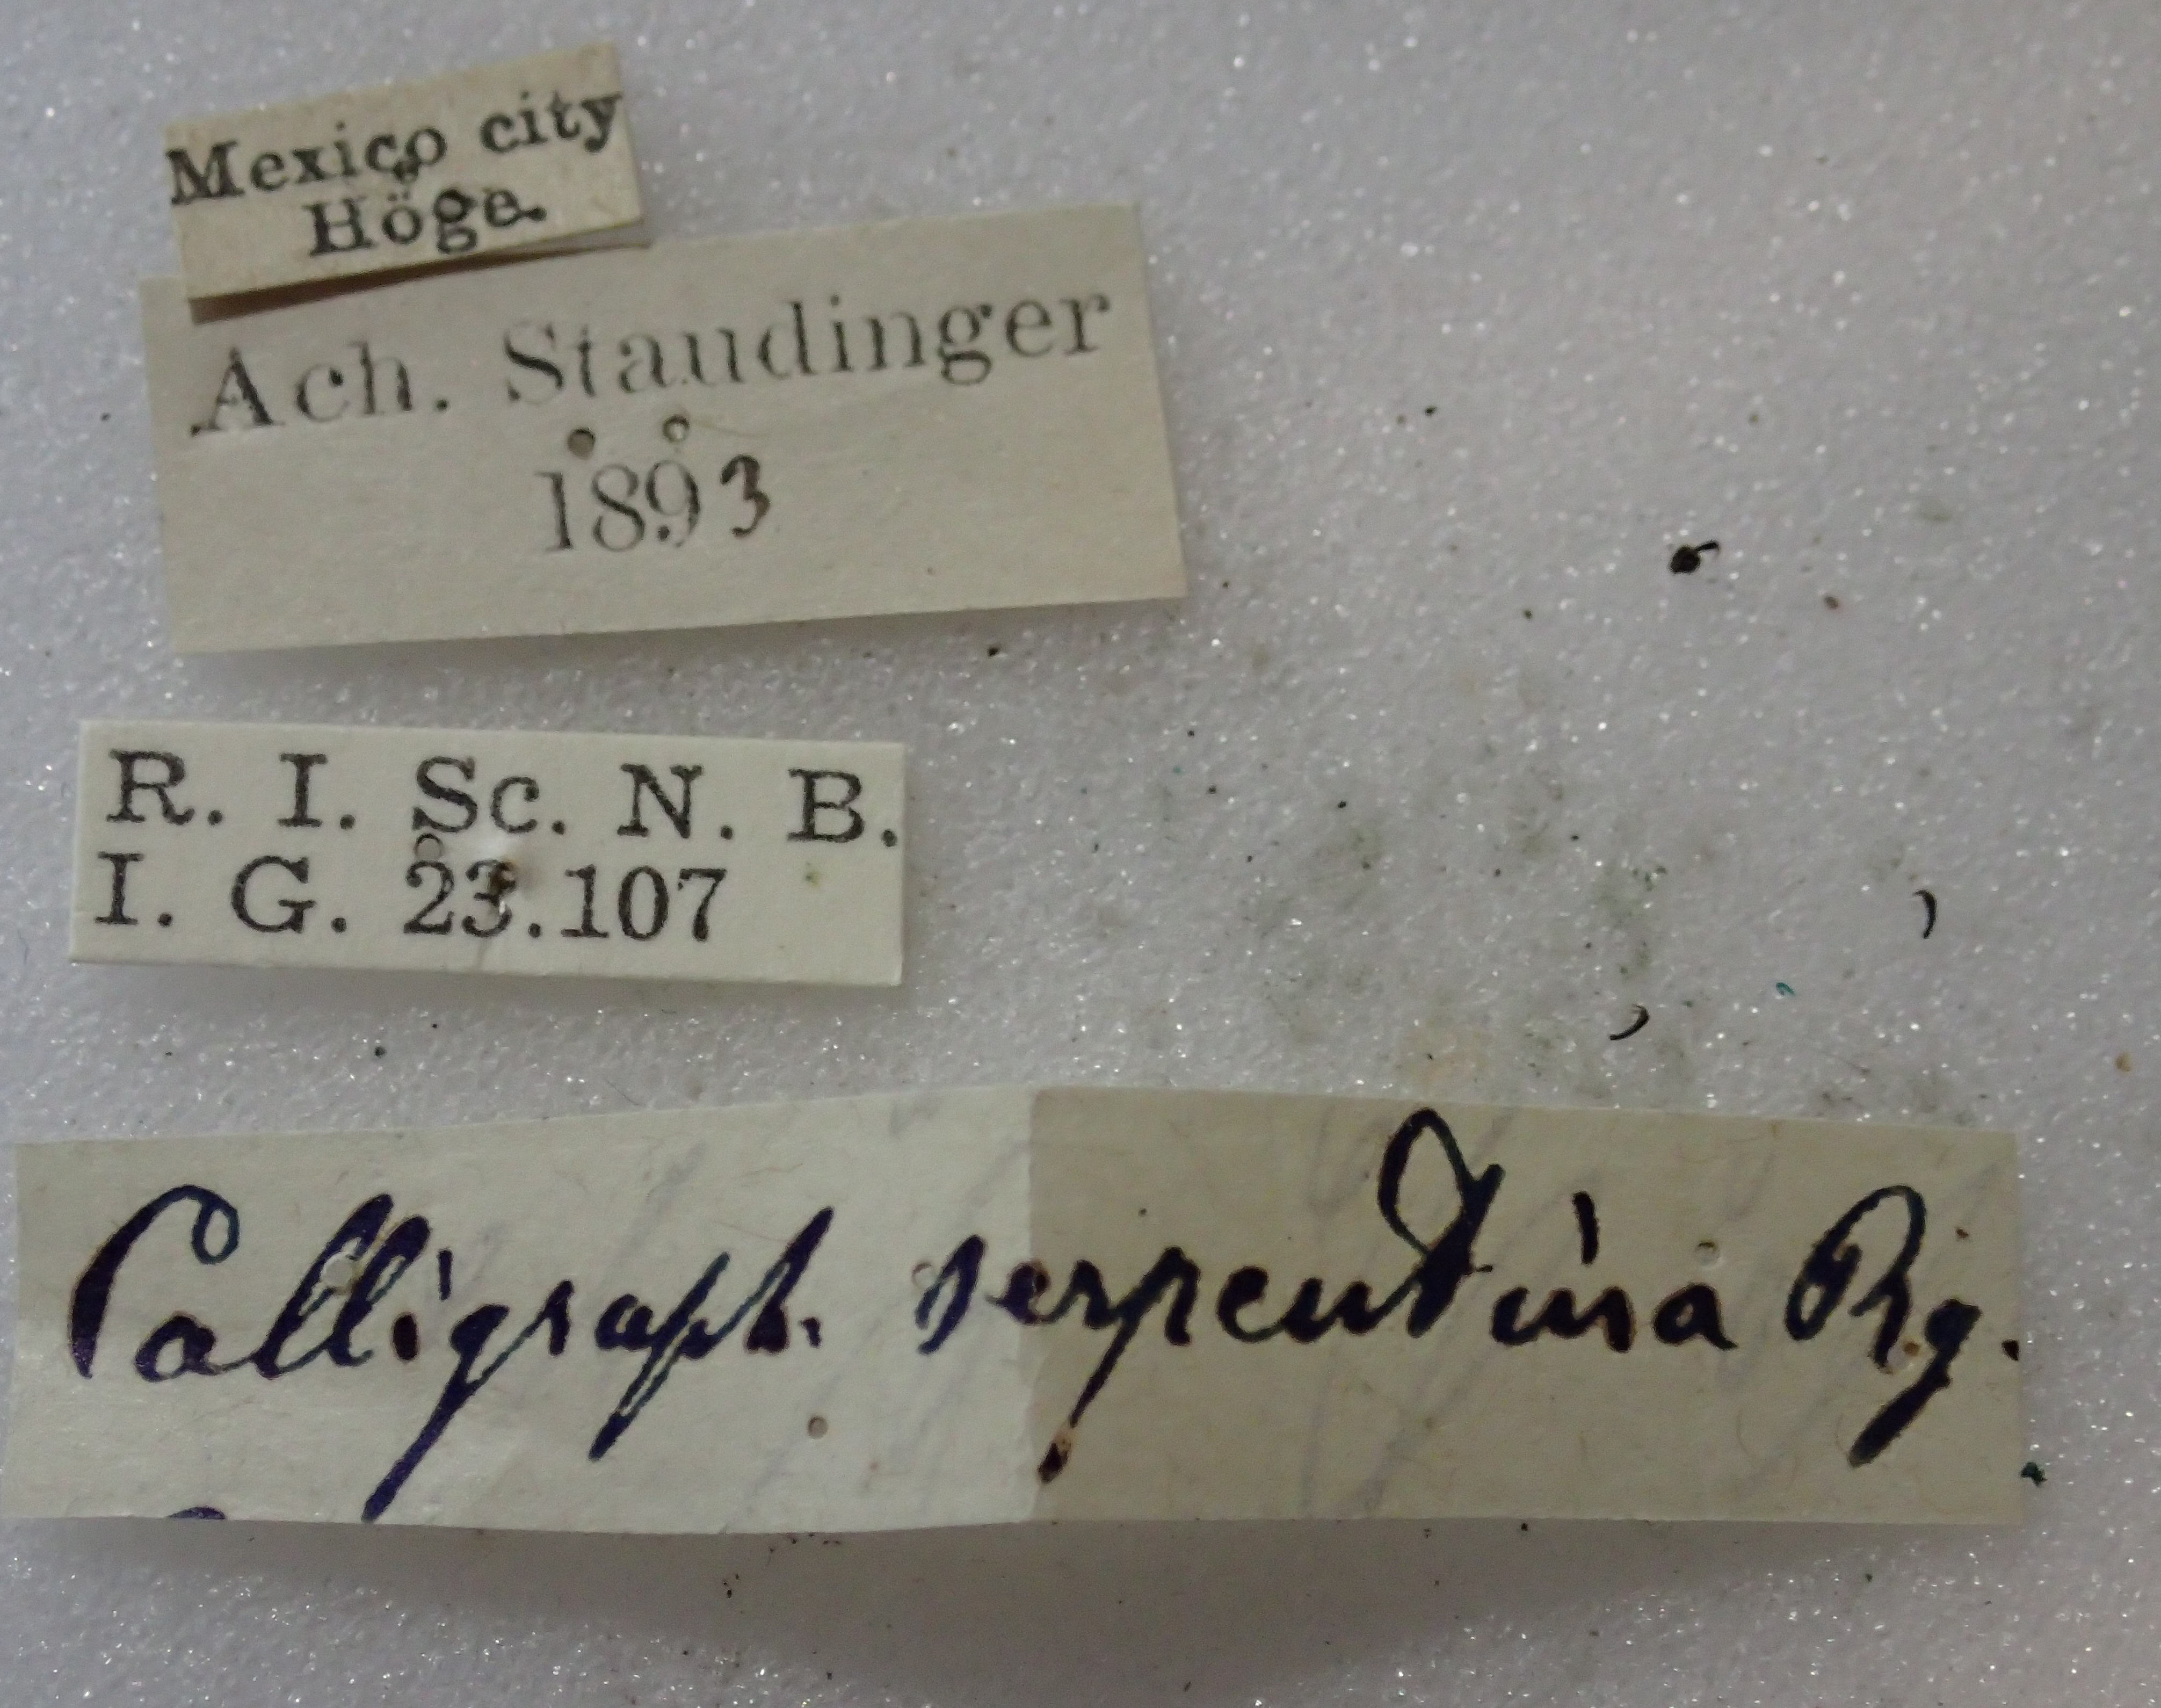 Mexico city
Höge.
Ach. Staudinger
1893
R. I. Sc. N. B.
I. G. 23.107
Calligraph. serpentina Rg.